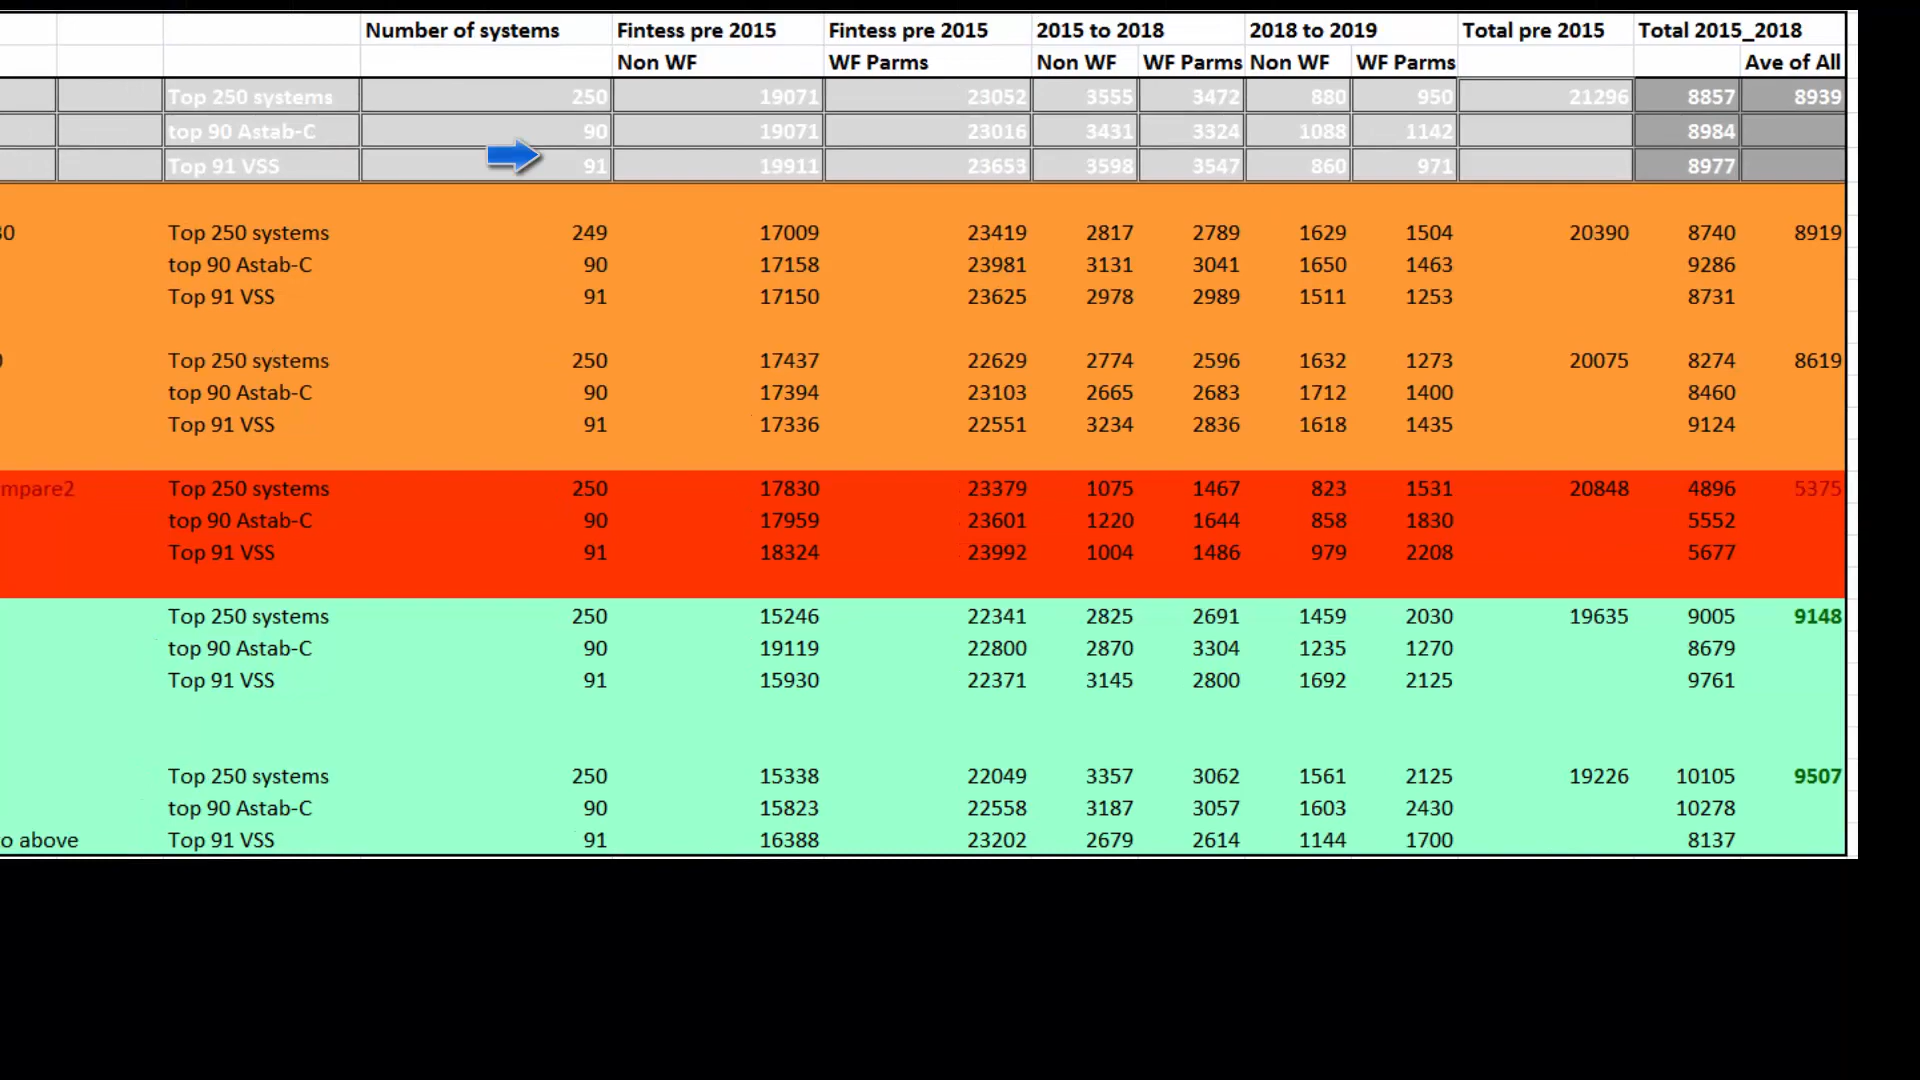 Number of systems Fintess pre 2015 Fintess pre 2015 2015 to 2018 2018 to 2019 Total pre 2015 Total 2015_2018
Non WF WF Parms Non WF WF Parms Non WF WF Parms Ave of All
Top 250 systems 250 19071 23052 3555 3472 880 950 21296 8857 8939
top 90 Astab-C 90 19071 23016 3431 3324 1088 1142 8984
Top 91 VSS 91 19911 23653 3598 3547 860 971 8977
30 Top 250 systems 249 17009 23419 2817 2789 1629 1504 20390 8740 8919
top 90 Astab-C 90 17158 23981 3131 3041 1650 1463 9286
Top 91 VSS 91 17150 23625 2978 2989 1511 1253 8731
0 Top 250 systems 250 17437 22629 2774 2596 1632 1273 20075 8274 8619
top 90 Astab-C 90 17394 23103 2665 2683 1712 1400 8460
Top 91 VSS 91 17336 22551 3234 2836 1618 1435 9124
mpare2 Top 250 systems 250 17830 23379 1075 1467 823 1531 20848 4896 5375
top 90 Astab-C 90 17959 23601 1220 1644 858 1830 5552
Top 91 VSS 91 18324 23992 1004 1486 979 2208 5677
Top 250 systems 250 15246 22341 2825 2691 1459 2030 19635 9005 9148
top 90 Astab-C 90 19119 22800 2870 3304 1235 1270 8679
Top 91 VSS 91 15930 22371 3145 2800 1692 2125 9761
Top 250 systems 250 15338 22049 3357 3062 1561 2125 19226 10105 9507
top 90 Astab-C 90 15823 22558 3187 3057 1603 2430 10278
o above Top 91 VSS 91 16388 23202 2679 2614 1144 1700 8137